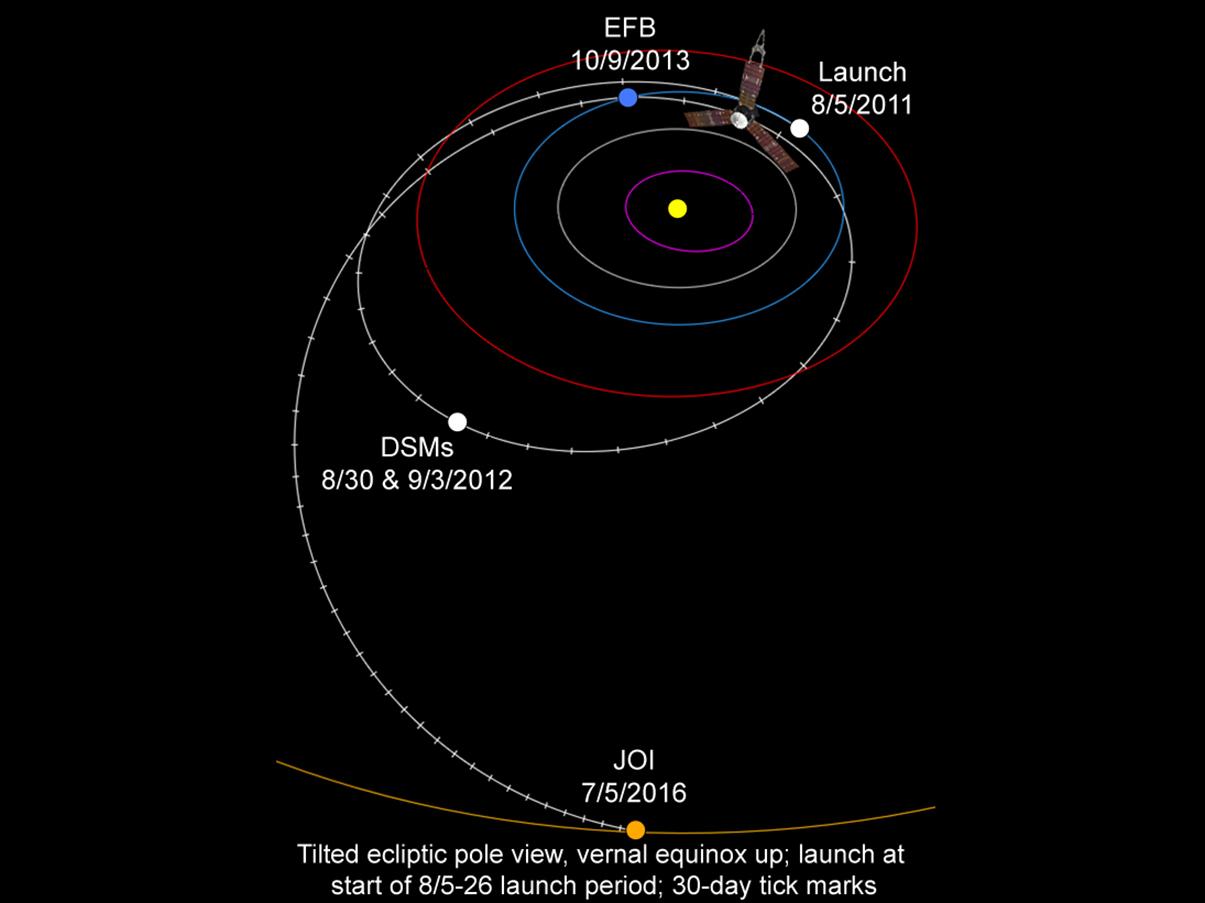 EFB
10/9/2013
Launch
8/5/2011
DSMs
8/30 & 9/3/2012
JOI
7/5/2016
Tilted ecliptic pole view, vernal equinox up; launch at
start of 8/5-26 launch period; 30-day tick marks